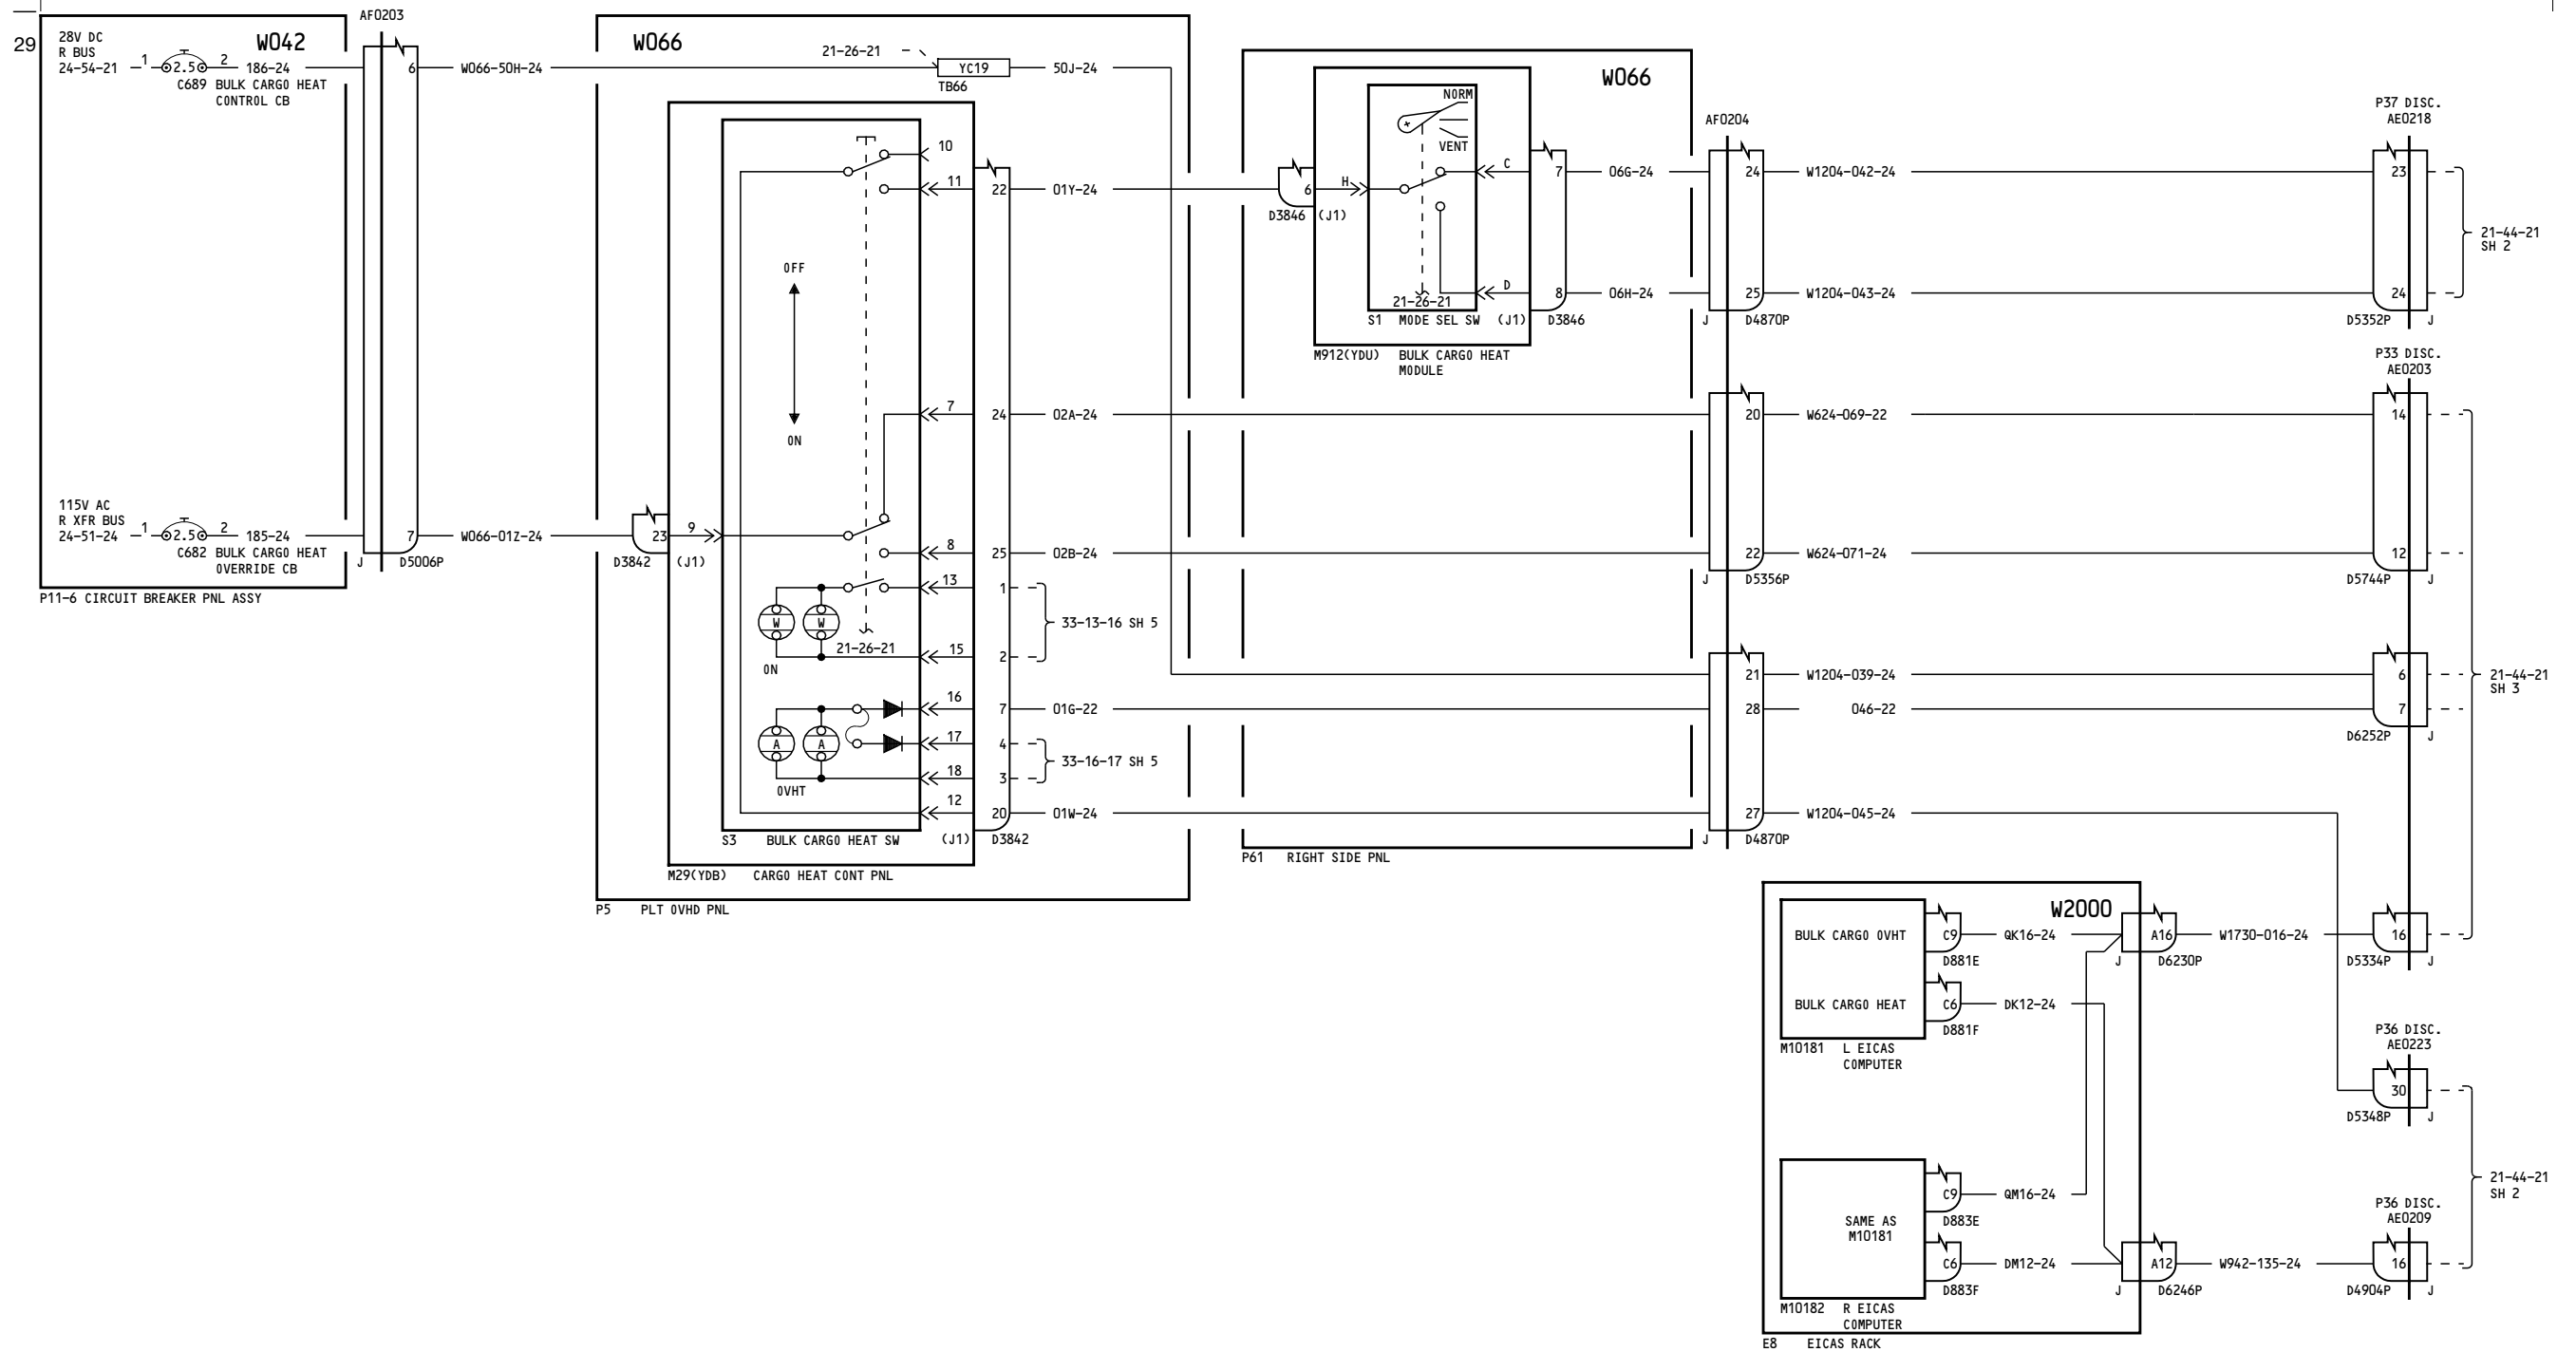 29
28V DC
R BUS
24-54-21
1
2.5
2
186-24
C689 BULK CARGO HEAT
CONTROL CB
W042
115V AC
R XFR BUS
24-51-24
1
2.5
2
185-24
C682 BULK CARGO HEAT
OVERRIDE CB
P11-6 CIRCUIT BREAKER PNL ASSY
AF0203
6
7
J
D5006P
W066-50H-24
W066-01Z-24
W066
21-26-21
YC19
TB66
50J-24
23
D3842
(J1)
9
OFF
ON
10
11
7
8
13
15
16
17
18
12
W
W
ON
21-26-21
A
A
OVHT
S3 BULK CARGO HEAT SW
(J1)
D3842
M29(YDB) CARGO HEAT CONT PNL
P5 PLT OVHD PNL
22
24
25
1
2
7
4
3
20
01Y-24
02A-24
02B-24
33-13-16 SH 5
01G-22
33-16-17 SH 5
01W-24
W066
6
D3846 (J1)
H
NORM
VENT
C
D
21-26-21
S1 MODE SEL SW (J1)
7
8
D3846
M912(YDU) BULK CARGO HEAT
MODULE
06G-24
06H-24
P61 RIGHT SIDE PNL
AF0204
24
25
J
D4870P
20
22
J
D5356P
21
28
27
J
D4870P
W1204-042-24
W1204-043-24
W624-069-22
W624-071-24
W1204-039-24
046-22
W1204-045-24
P37 DISC.
AE0218
23
24
D5352P
J
21-44-21
SH 2
P33 DISC.
AE0203
14
12
D5744P
J
6
7
D6252P
J
21-44-21
SH 3
16
D5334P
J
W2000
BULK CARGO OVHT
C9
D881E
QK16-24
BULK CARGO HEAT
C6
D881F
DK12-24
M10181 L EICAS
COMPUTER
A16
J
D6230P
W1730-016-24
SAME AS
M10181
C9
D883E
QM16-24
C6
D883F
DM12-24
M10182 R EICAS
COMPUTER
A12
J
D6246P
W942-135-24
E8 EICAS RACK
P36 DISC.
AE0223
30
D5348P
J
21-44-21
SH 2
P36 DISC.
AE0209
16
D4904P
J